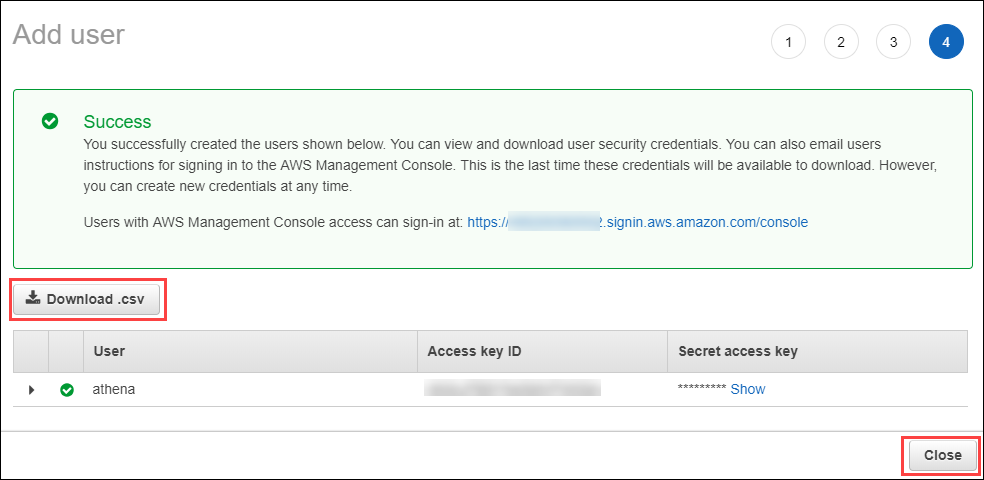 Add user
1 2 3 4
Success
You successfully created the users shown below. You can view and download user security credentials. You can also email users
instructions for signing in to the AWS Management Console. This is the last time these credentials will be available to download. However,
you can create new credentials at any time.
Users with AWS Management Console access can sign-in at: https:// 2.signin.aws.amazon.com/console
Download .csv
User Access key ID Secret access key
athena ********* Show
Close